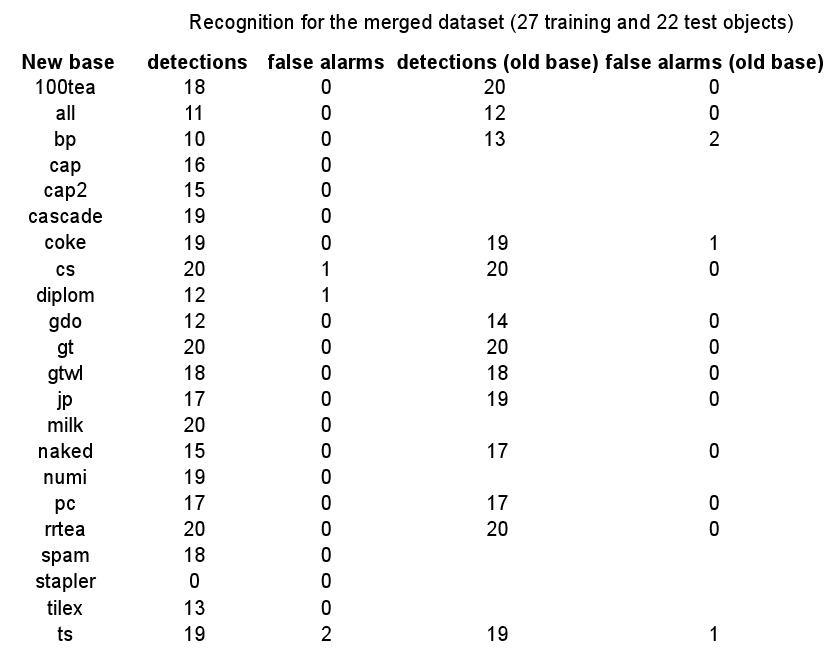 Recognition for the merged dataset (27 training and 22 test objects)
New base detections false alarms detections (old base) false alarms (old base)
100tea 18 0 20 0
all 11 0 12 0
bp 10 0 13 2
cap 16 0
cap2 15 0
cascade 19 0
coke 19 0 19 1
cs 20 1 20 0
diplom 12 1
gdo 12 0 14 0
gt 20 0 20 0
gtwl 18 0 18 0
jp 17 0 19 0
milk 20 0
naked 15 0 17 0
numi 19 0
pc 17 0 17 0
rrtea 20 0 20 0
spam 18 0
stapler 0 0
tilex 13 0
ts 19 2 19 1